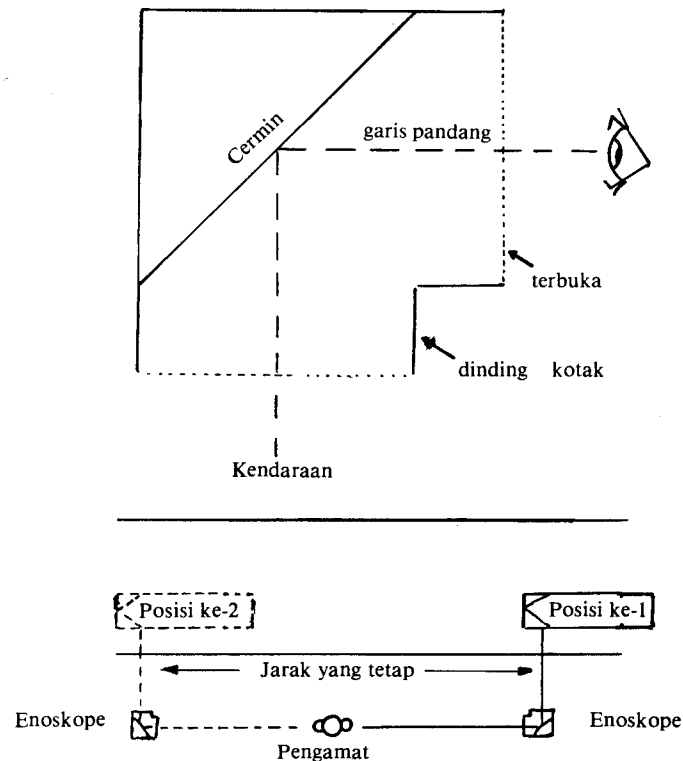 Cermin
garis pandang
terbuka
dinding kotak
Kendaraan
Posisi ke-2
Posisi ke-1
Jarak yang tetap
Enoskope
Enoskope
Pengamat